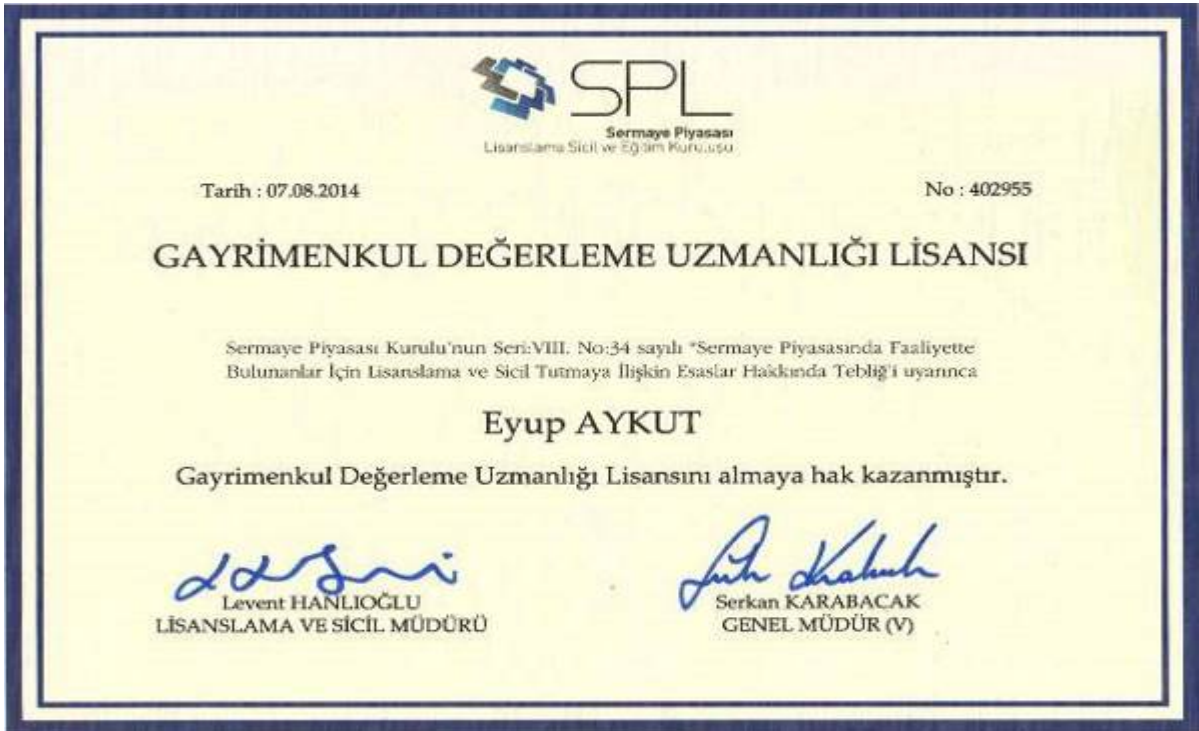 SPL
Sermaye Piyasası
Lisanslama Sicil ve Eğitim Kuruluşu
Tarih : 07.08.2014
No : 402955
GAYRİMENKUL DEĞERLEME UZMANLIĞI LİSANSI
Sermaye Piyasası Kurulu'nun Seri:VIII. No:34 sayılı "Sermaye Piyasasında Faaliyette
Bulunanlar İçin Lisanslama ve Sicil Tutmaya İlişkin Esaslar Hakkında Tebliğ'i uyarınca
Eyup AYKUT
Gayrimenkul Değerleme Uzmanlığı Lisansını almaya hak kazanmıştır.
Levent HANLIOĞLU
LİSANSLAMA VE SİCİL MÜDÜRÜ
Serkan KARABACAK
GENEL MÜDÜR (V)